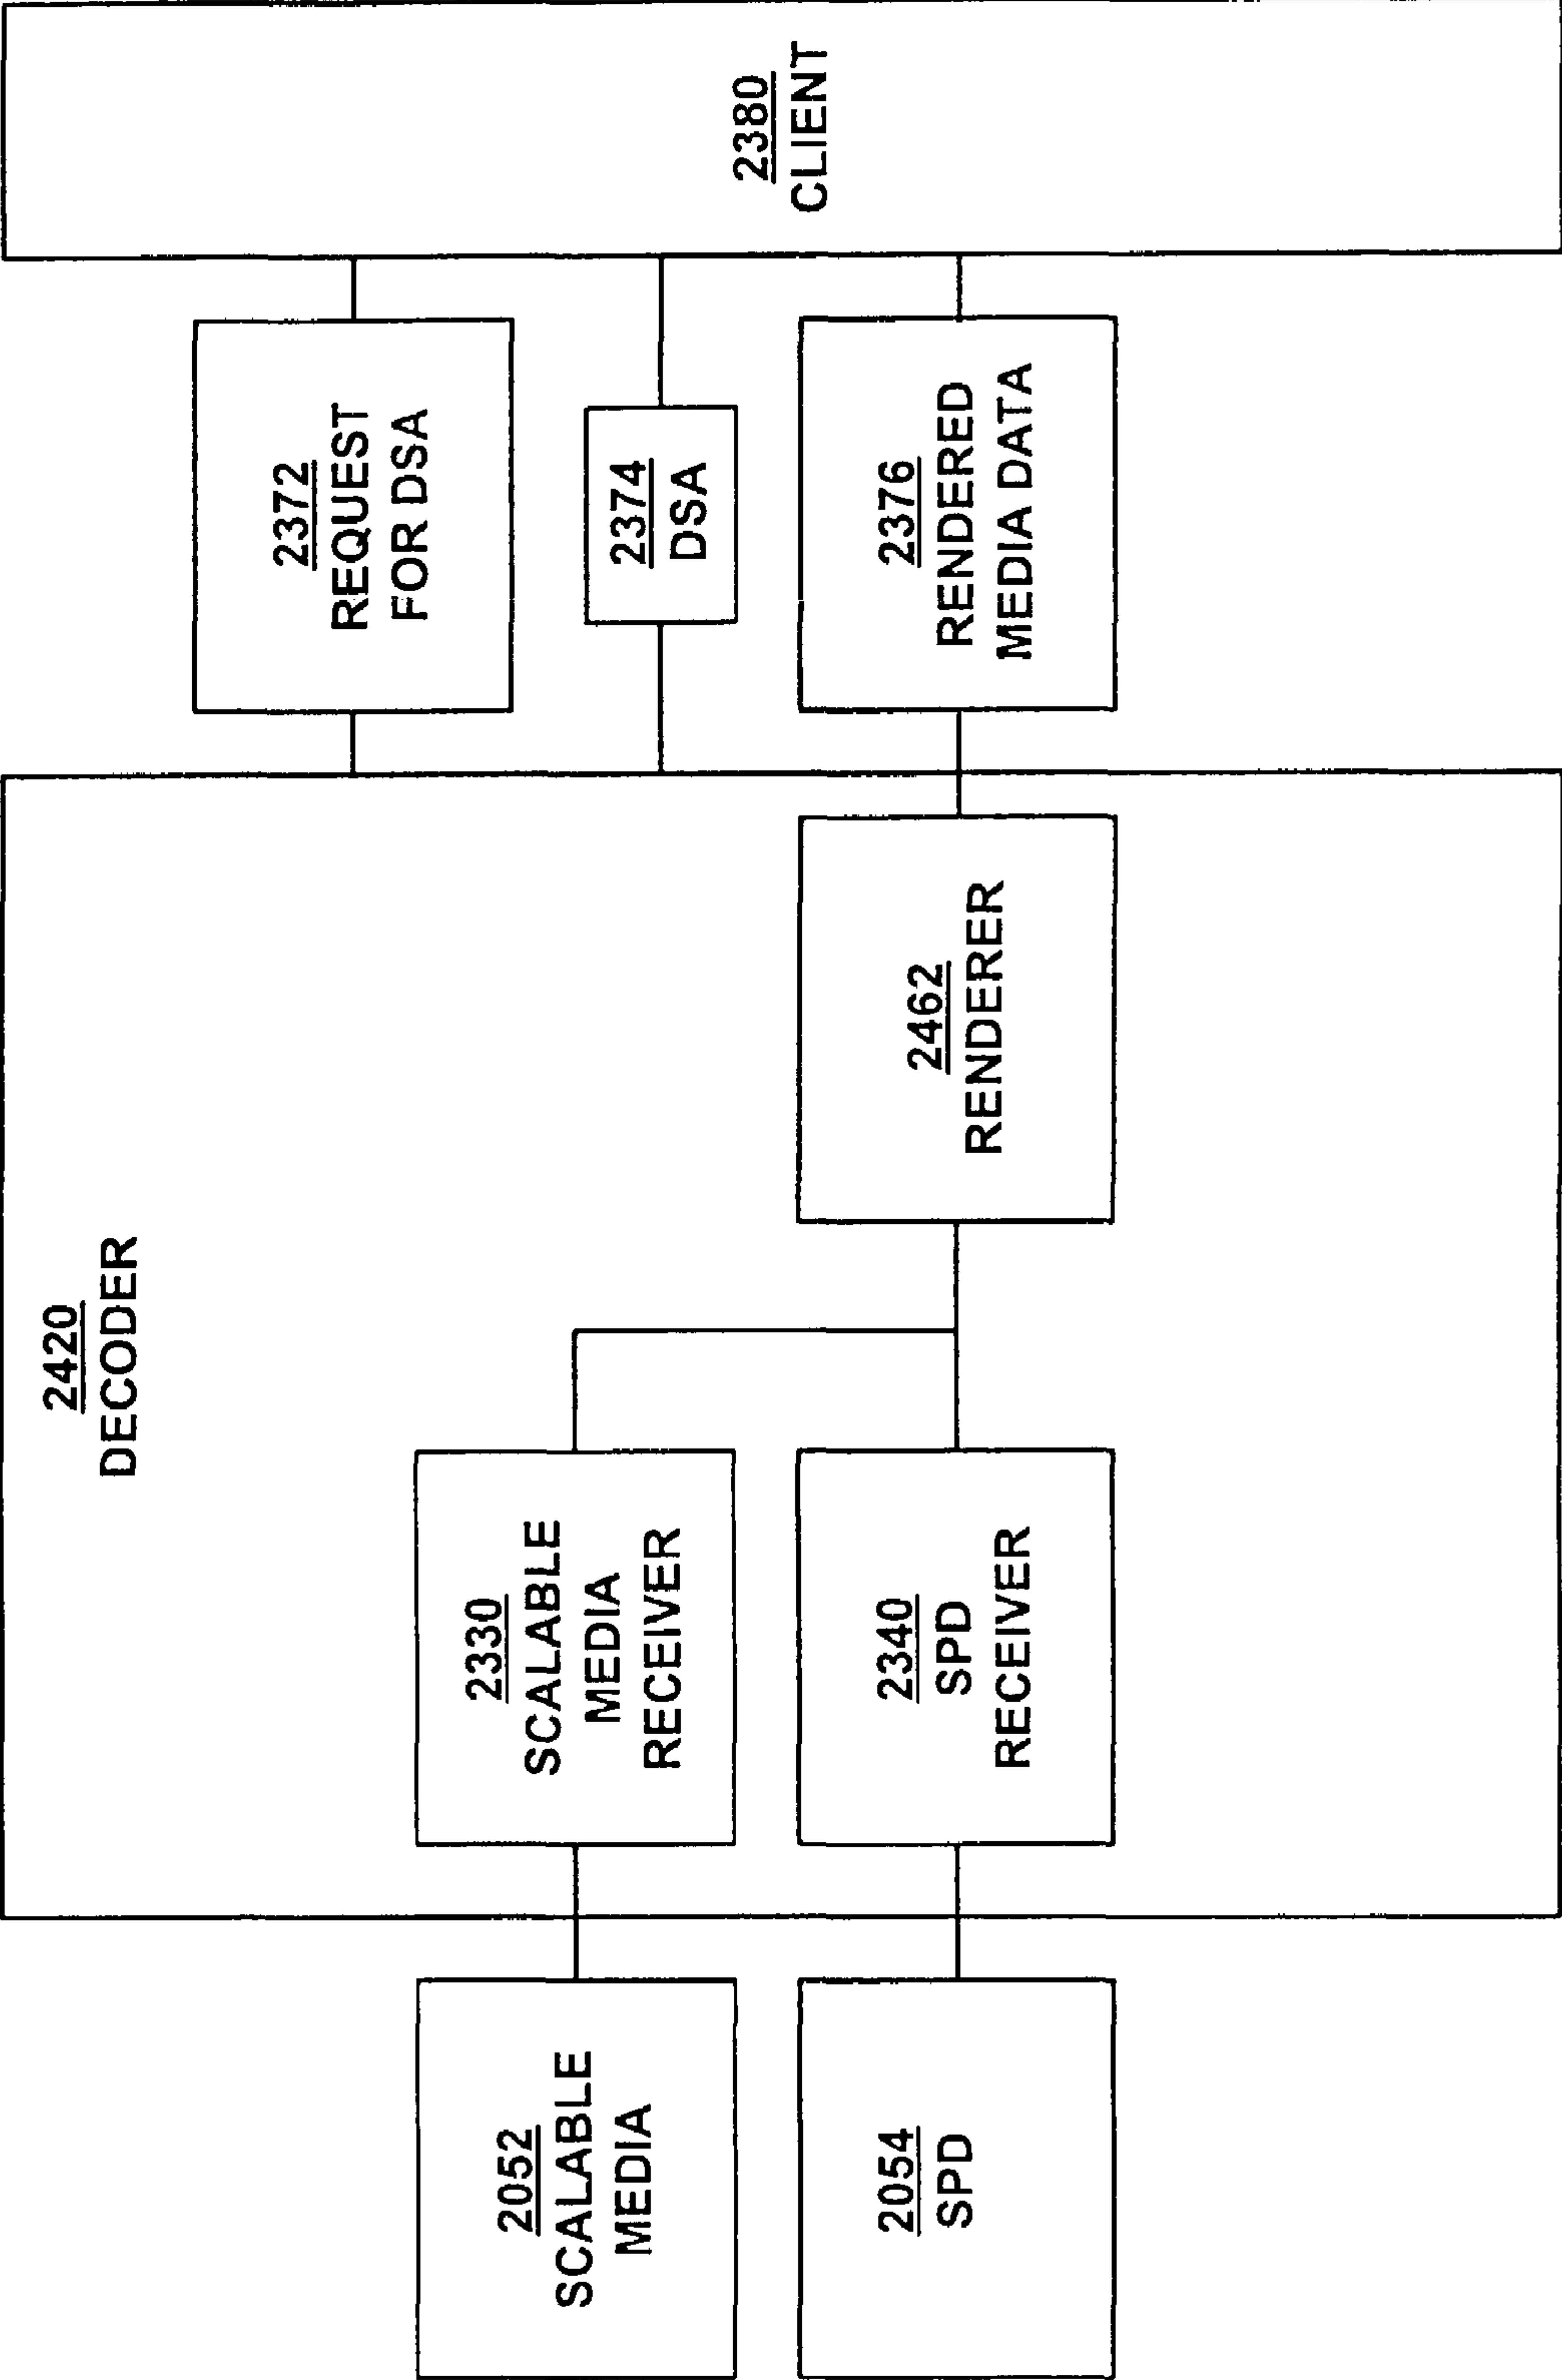 2420
DECODER
2372
REQUEST
FOR DSA
2380
CLIENT
2052
SCALABLE
MEDIA
2330
SCALABLE
MEDIA
RECEIVER
2374
DSA
2054
SPD
2340
SPD
RECEIVER
2462
RENDERER
2376
RENDERED
MEDIA DATA